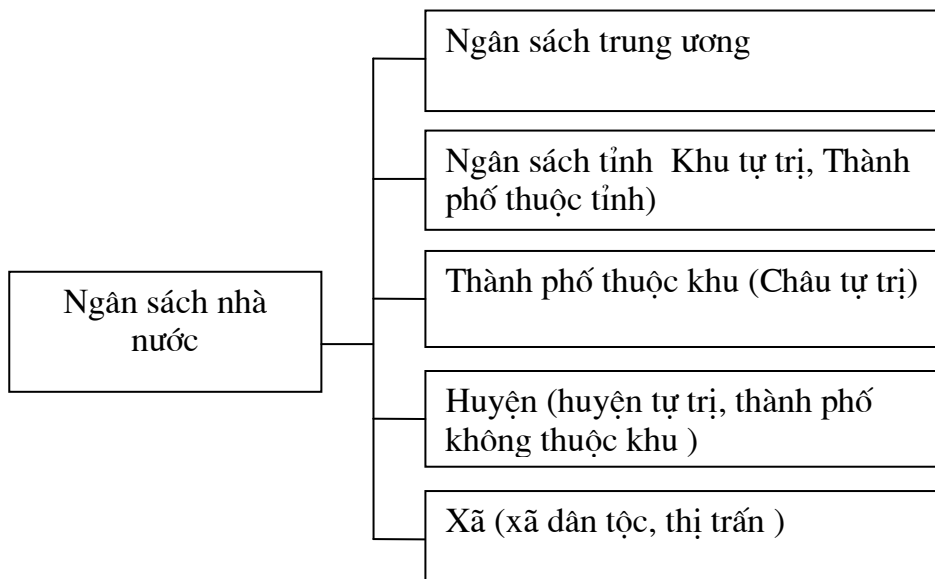 Ngân sách trung ương
Ngân sách tỉnh  Khu tự trị, Thành
phố thuộc tỉnh)
Ngân sách nhà
nước
Thành phố thuộc khu (Châu tự trị)
Huyện (huyện tự trị, thành phố
không thuộc khu )
Xã (xã dân tộc, thị trấn )